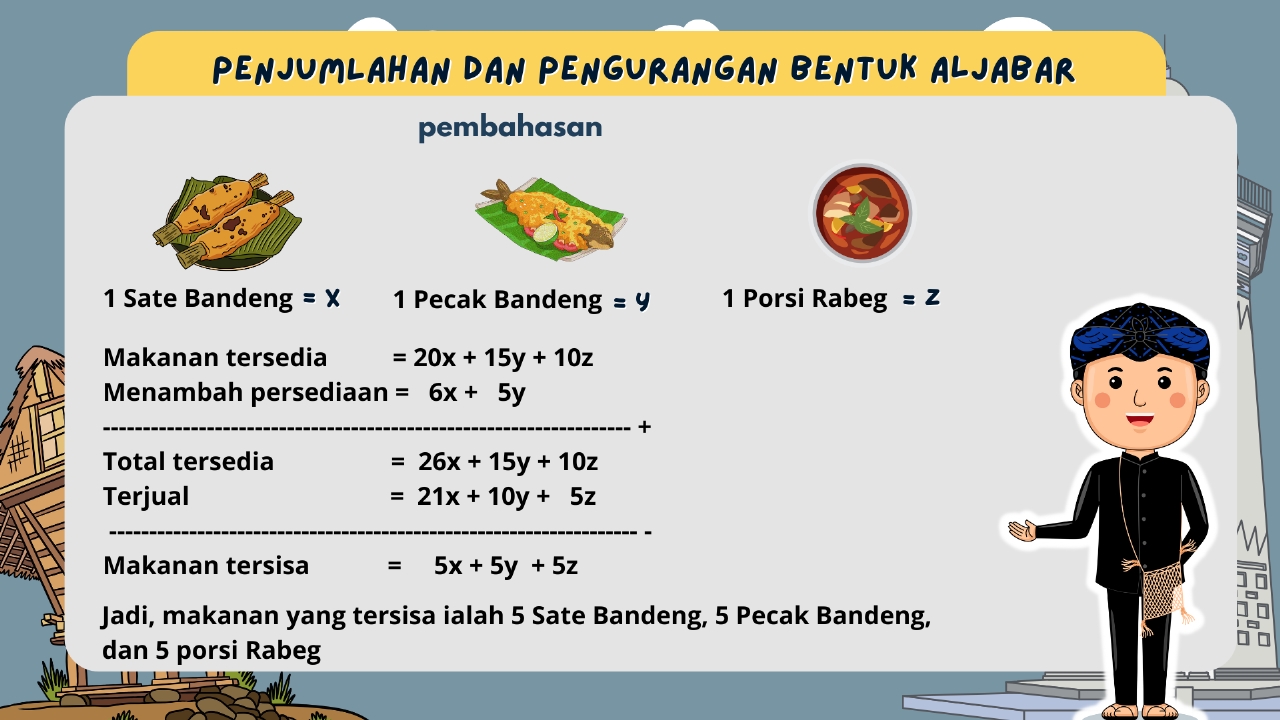 PENJUMLAHAN DAN PENGURANGAN BENTUK ALJABAR
pembahasan
1 Sate Bandeng = x
1 Pecak Bandeng = y
1 Porsi Rabeg = z
Makanan tersedia = 20x + 15y + 10z
Menambah persediaan = 6x + 5y
------------------------------------------------------------------ +
Total tersedia = 26x + 15y + 10z
Terjual = 21x + 10y + 5z
------------------------------------------------------------------ -
Makanan tersisa = 5x + 5y + 5z
Jadi, makanan yang tersisa ialah 5 Sate Bandeng, 5 Pecak Bandeng,
dan 5 porsi Rabeg